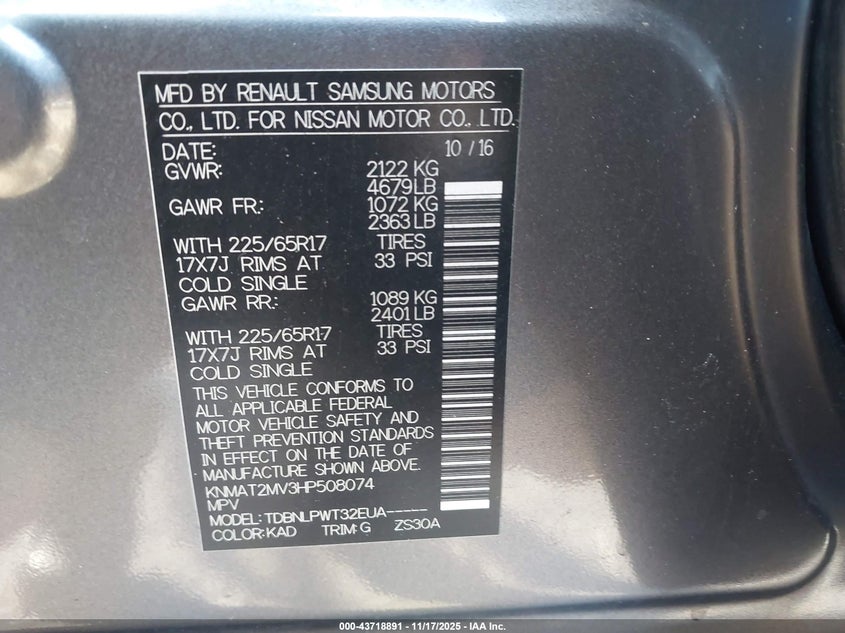 MFD BY RENAULT SAMSUNG MOTORS
CO., LTD. FOR NISSAN MOTOR CO., LTD.
DATE: 10 / 16
GVWR: 2122 KG
4679LB
GAWR FR.: 1072 KG
2363 LB
WITH 225/65R17 TIRES
17X7J RIMS AT 33 PSI
COLD SINGLE
GAWR RR.: 1089 KG
2401 LB
WITH 225/65R17 TIRES
17X7J RIMS AT 33 PSI
COLD SINGLE
THIS VEHICLE CONFORMS TO
ALL APPLICABLE FEDERAL
MOTOR VEHICLE SAFETY AND
THEFT PREVENTION STANDARDS
IN EFFECT ON THE DATE OF
MANUFACTURE SHOWN ABOVE.
KNMAT2MV3HP508074
MPV
MODEL: TDBNLPWT32EUA-----
COLOR: KAD TRIM: G ZS30A
000-43718891 - 11/17/2025 - IAA Inc.